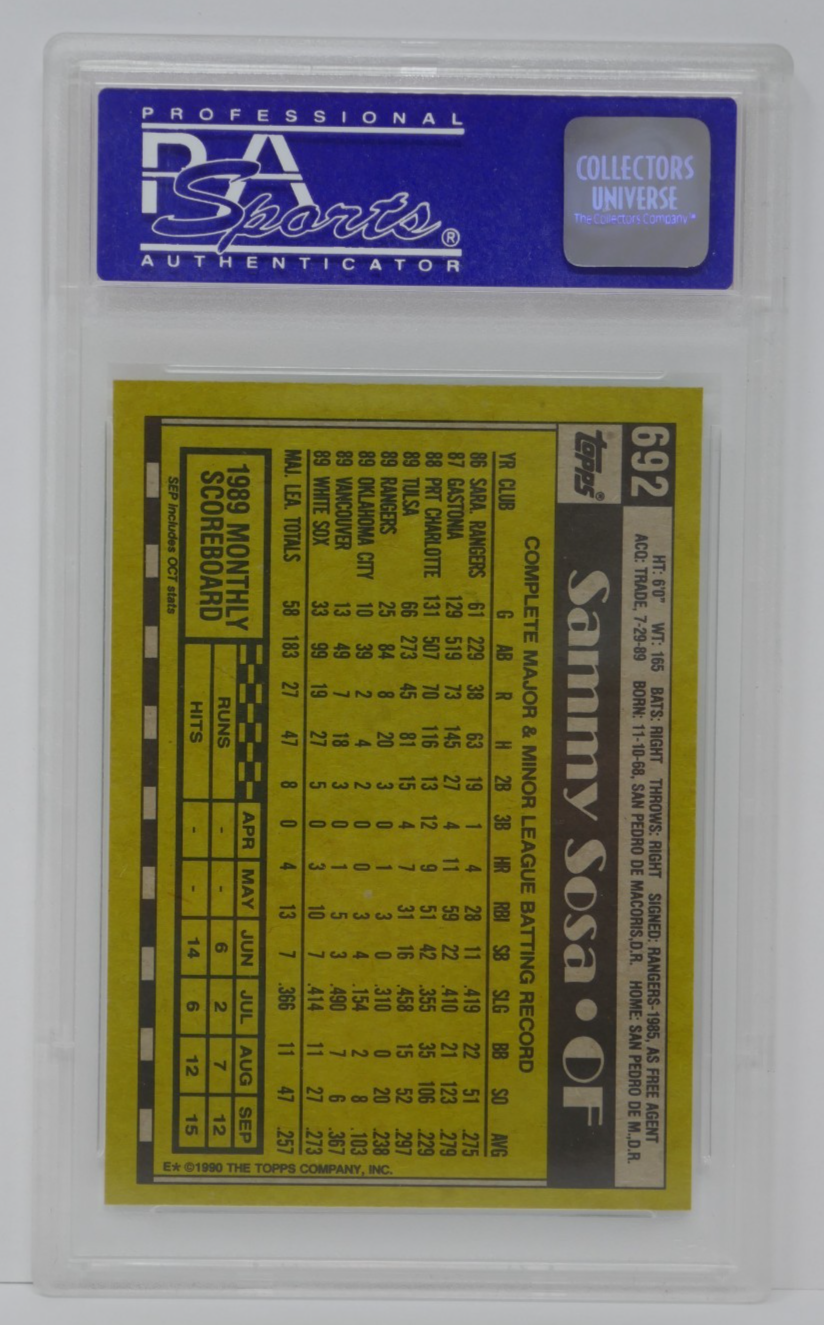 PROFESSIONAL
PSA
Sports®
AUTHENTICATOR
COLLECTORS
UNIVERSE
The Collectors Company™
692
HT: 6'0" WT: 165 BATS: RIGHT THROWS: RIGHT SIGNED: RANGERS-1985, AS FREE AGENT
ACQ: TRADE, 7-29-89 BORN: 11-10-68, SAN PEDRO DE MACORIS,D.R. HOME: SAN PEDRO DE M.,D.R.
topps® Sammy Sosa • OF
COMPLETE MAJOR & MINOR LEAGUE BATTING RECORD
YR CLUB G AB R H 2B 3B HR RBI SB SLG BB SO AVG
86 SARA. RANGERS 61 229 38 63 19 1 4 28 11 .419 22 51 .275
87 GASTONIA 129 519 73 145 27 4 11 59 22 .410 21 123 .279
88 PRT CHARLOTTE 131 507 70 116 13 12 9 51 42 .355 35 106 .229
89 TULSA 66 273 45 81 15 4 7 31 16 .458 15 52 .297
89 RANGERS 25 84 8 20 3 0 1 3 0 .310 0 20 .238
89 OKLAHOMA CITY 10 39 2 4 2 0 0 3 4 .154 2 8 .103
89 VANCOUVER 13 49 7 18 3 0 1 5 3 .490 7 6 .367
89 WHITE SOX 33 99 19 27 5 0 3 10 7 .414 11 27 .273
MAJ. LEA. TOTALS 58 183 27 47 8 0 4 13 7 .366 11 47 .257
1989 MONTHLY
SCOREBOARD
APR MAY JUN JUL AUG SEP
RUNS - - 6 2 7 12
HITS - - 14 6 12 15
SEP includes OCT stats
E★ ©1990 THE TOPPS COMPANY, INC.